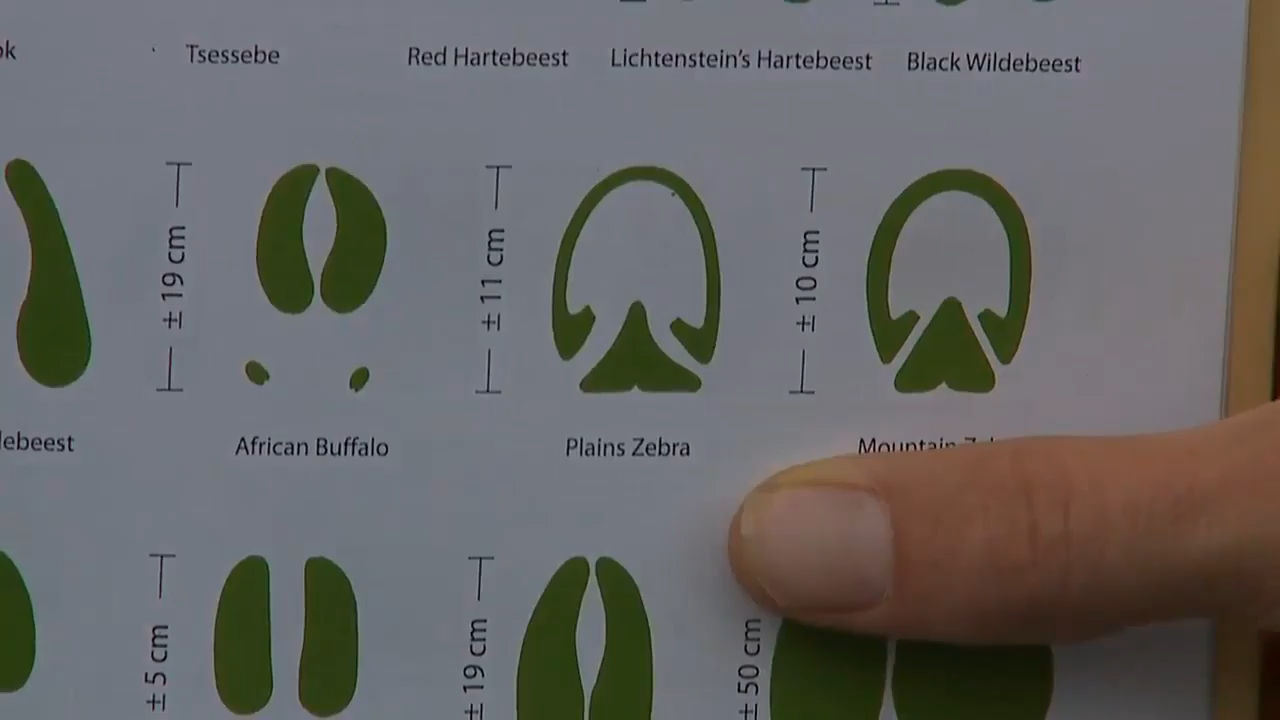 Tsessebe
Red Hartebeest
Lichtenstein's Hartebeest
Black Wildebeest
± 19 cm
± 11 cm
± 10 cm
African Buffalo
Plains Zebra
Mountain
± 5 cm
± 19 cm
± 50 cm